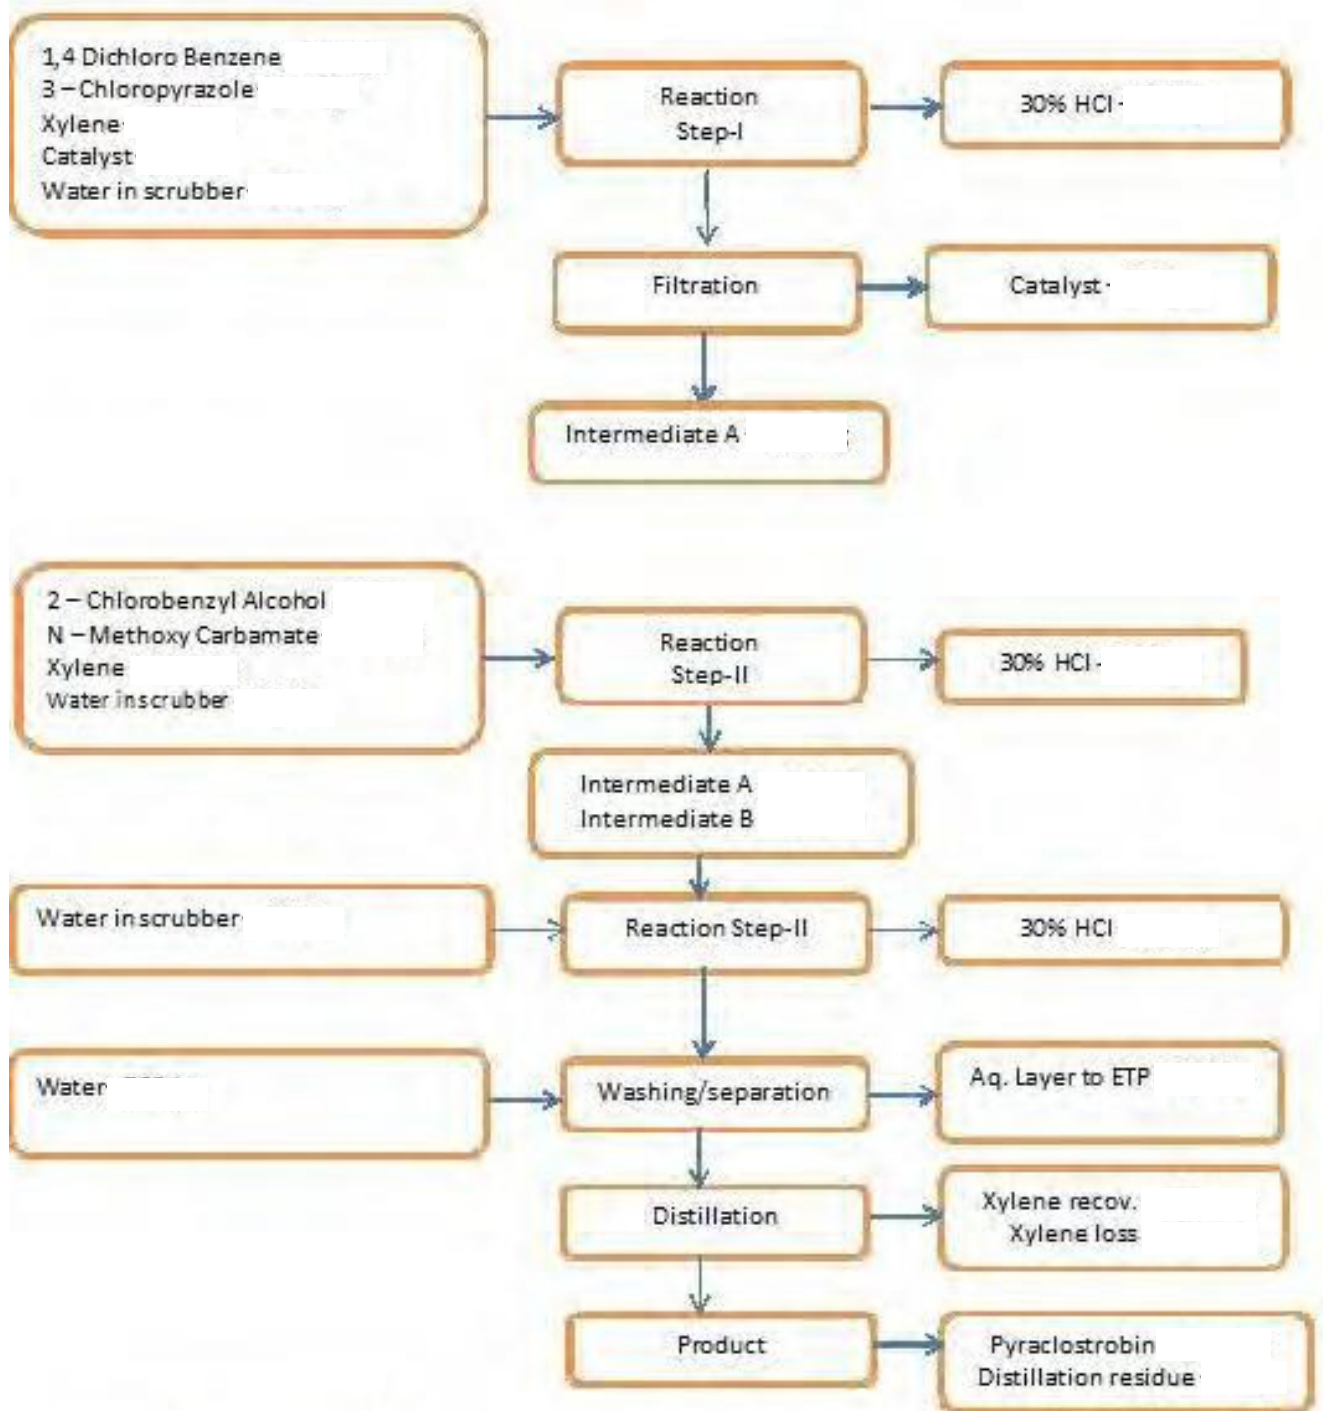 1,4 Dichloro Benzene
3 – Chloropyrazole
Xylene
Catalyst
Water in scrubber
Reaction
Step-I
30% HCl -
Filtration
Catalyst
Intermediate A
2 – Chlorobenzyl Alcohol
N – Methoxy Carbamate
Xylene
Water in scrubber
Reaction
Step-II
30% HCl -
Intermediate A
Intermediate B
Water in scrubber
Reaction Step-II
30% HCl
Water
Washing/separation
Aq. Layer to ETP
Distillation
Xylene recov.
Xylene loss
Product
Pyraclostrobin
Distillation residue